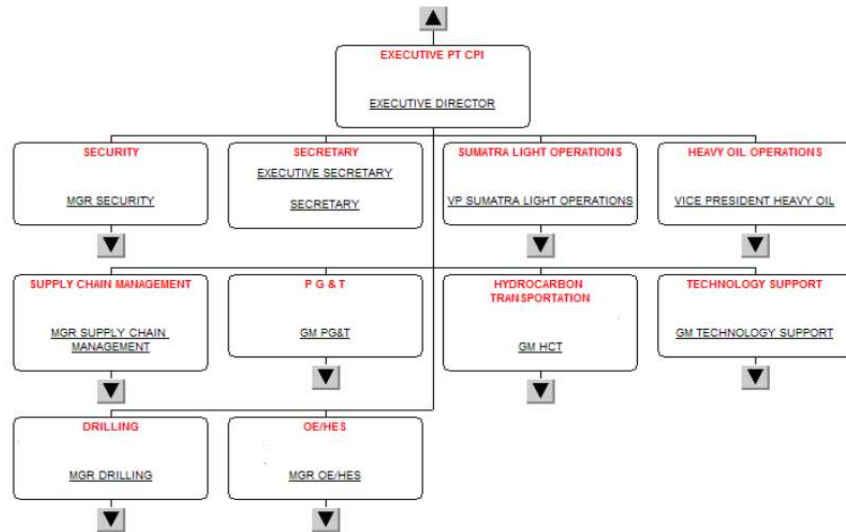 EXECUTIVE PT CPI
EXECUTIVE DIRECTOR
SECURITY
MGR SECURITY
SECRETARY
EXECUTIVE SECRETARY
SECRETARY
SUMATRA LIGHT OPERATIONS
VP SUMATRA LIGHT OPERATIONS
HEAVY OIL OPERATIONS
VICE PRESIDENT HEAVY OIL
SUPPLY CHAIN MANAGEMENT
MGR SUPPLY CHAIN
MANAGEMENT
P G & T
GM PG&T
HYDROCARBON
TRANSPORTATION
GM HCT
TECHNOLOGY SUPPORT
GM TECHNOLOGY SUPPORT
DRILLING
MGR DRILLING
OE/HES
MGR OE/HES